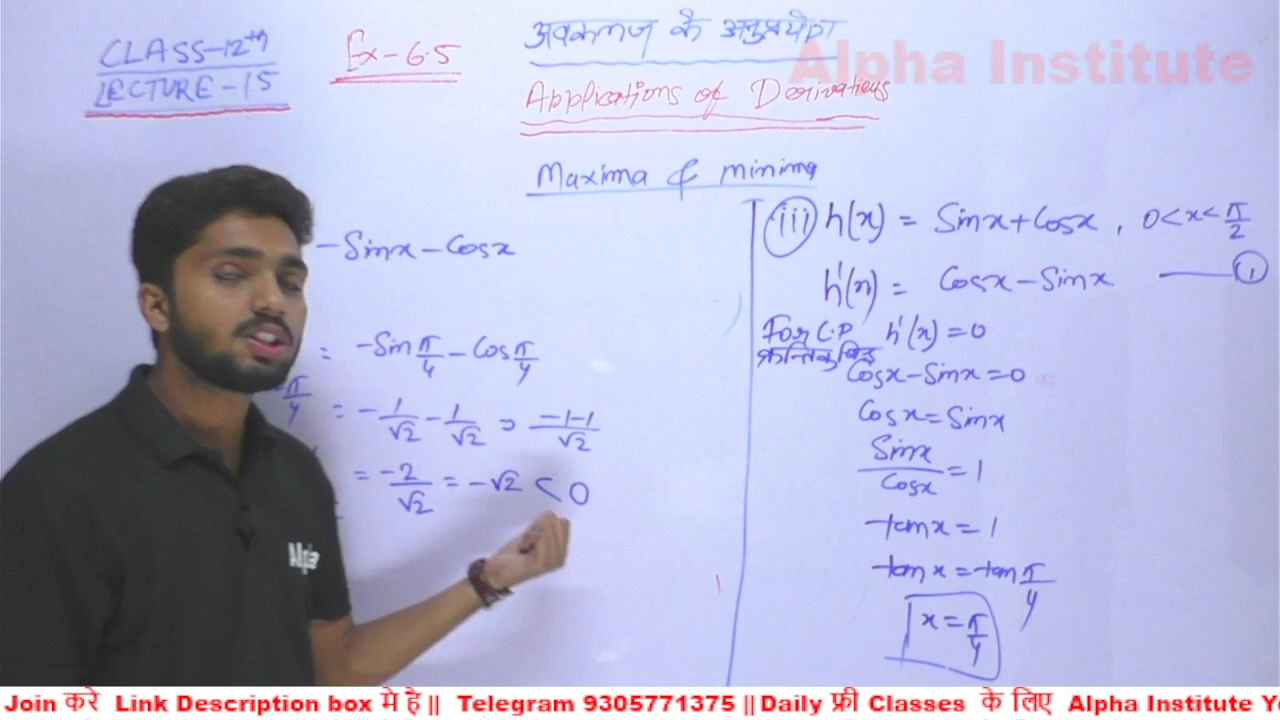 CLASS-12th
LECTURE-15
Ex-6.5
अवकलज के अनुप्रयोग
Alpha Institute
Applications of Derivatives
Maxima & minima
-Sinx - Cosx
= -Sin π/4 - Cos π/4
π/4 = -1/√2 - 1/√2 ⇒ -1-1/√2
= -2/√2 = -√2 < 0
Alpha
(iii) h(x) = Sinx + Cosx , 0<x<π/2
h'(x) = Cosx - Sinx —— (1)
For C.P h'(x) = 0
क्रान्तिक बिन्दु
Cosx - Sinx = 0
Cosx = Sinx
Sinx/Cosx = 1
tanx = 1
tanx = tan π/4
x = π/4
Join करे Link Description box मे है || Telegram 9305771375 || Daily फ्री Classes के लिए Alpha Institute Y